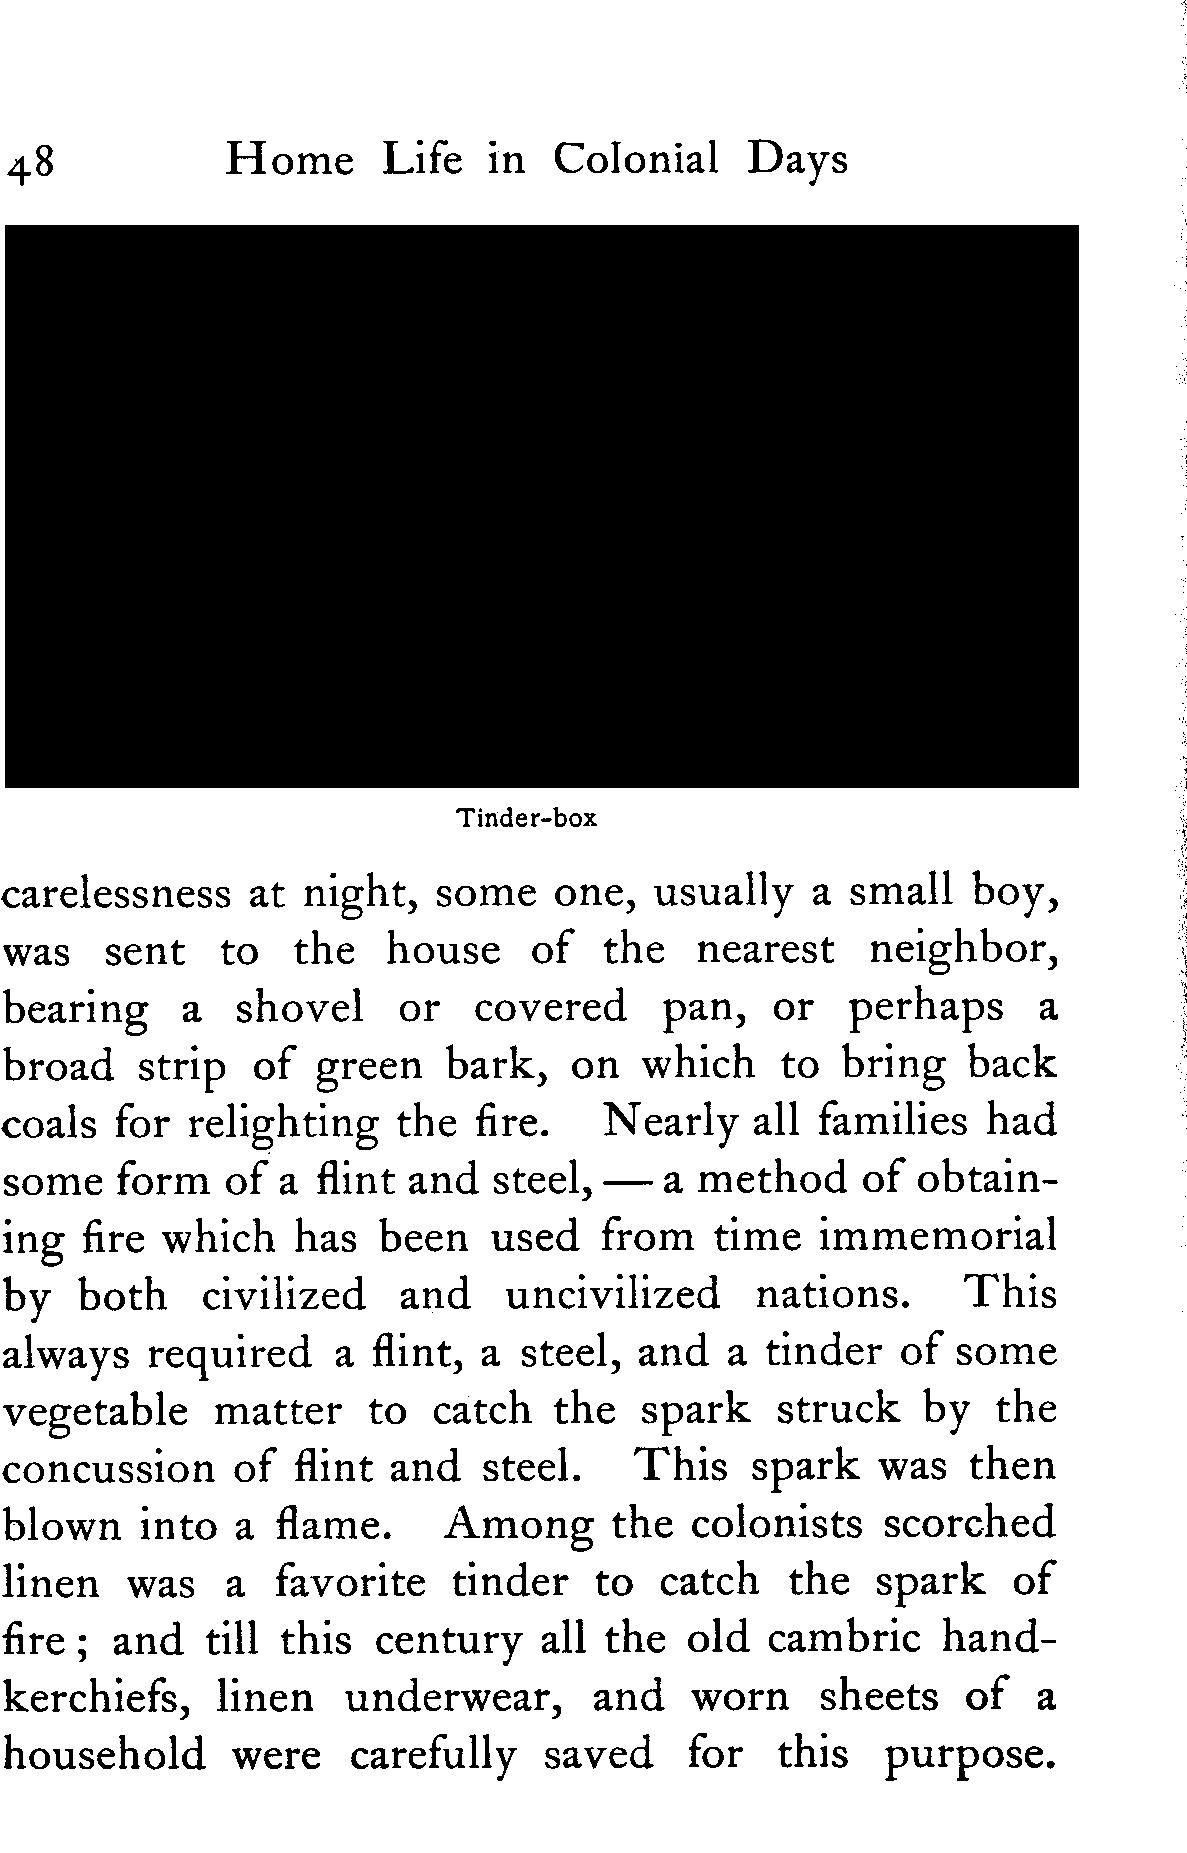 48 Home Life in Colonial Days
Tinder-box
carelessness at night, some one, usually a small boy,
was sent to the house of the nearest neighbor,
bearing a shovel or covered pan, or perhaps a
broad strip of green bark, on which to bring back
coals for relighting the fire. Nearly all families had
some form of a flint and steel, — a method of obtain-
ing fire which has been used from time immemorial
by both civilized and uncivilized nations. This
always required a flint, a steel, and a tinder of some
vegetable matter to catch the spark struck by the
concussion of flint and steel. This spark was then
blown into a flame. Among the colonists scorched
linen was a favorite tinder to catch the spark of
fire ; and till this century all the old cambric hand-
kerchiefs, linen underwear, and worn sheets of a
household were carefully saved for this purpose.